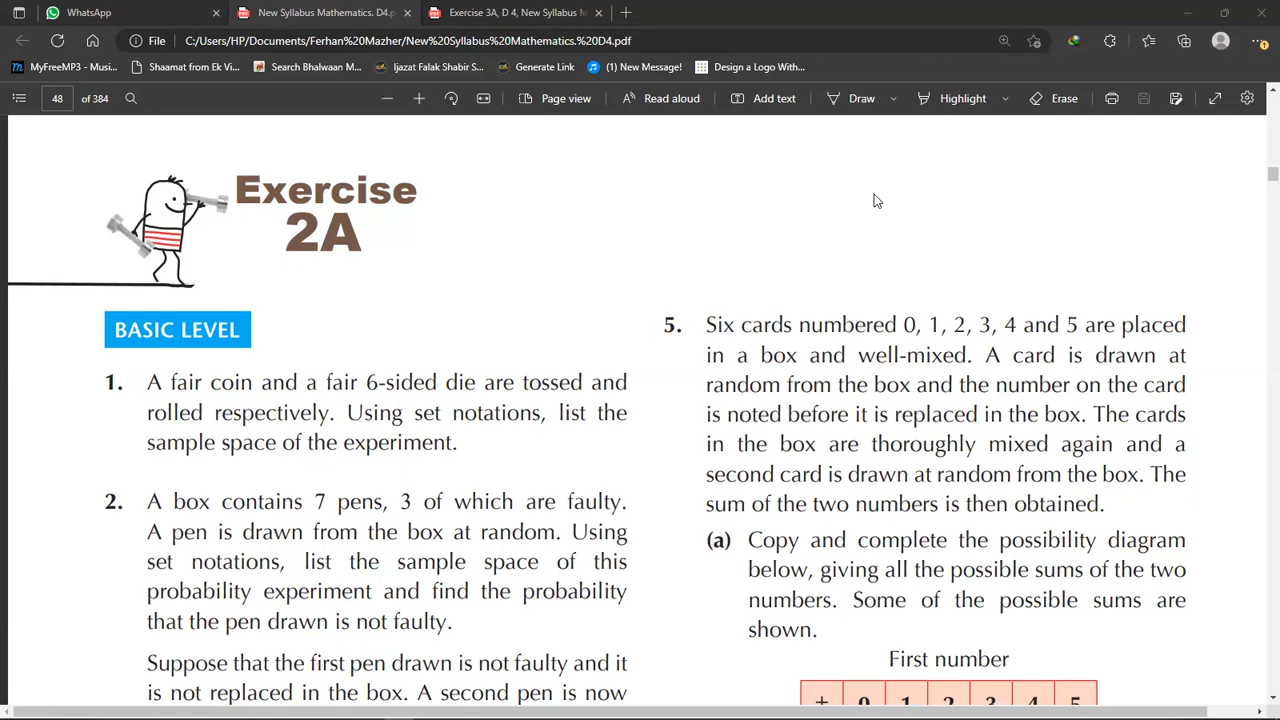 WhatsApp
New Syllabus Mathematics. D4.p
Exercise 3A, D 4, New Syllabus M
File
C:/Users/HP/Documents/Ferhan%20Mazher/New%20Syllabus%20Mathematics.%20D4.pdf
MyFreeMP3 - Musi...
Shaamat from Ek Vi...
Search Bhalwaan M...
Ijazat Falak Shabir S...
Generate Link
(1) New Message!
Design a Logo With...
48 of 384
Page view
Read aloud
Add text
Draw
Highlight
Erase
Exercise
2A
BASIC LEVEL
1. A fair coin and a fair 6-sided die are tossed and
rolled respectively. Using set notations, list the
sample space of the experiment.
2. A box contains 7 pens, 3 of which are faulty.
A pen is drawn from the box at random. Using
set notations, list the sample space of this
probability experiment and find the probability
that the pen drawn is not faulty.
Suppose that the first pen drawn is not faulty and it
is not replaced in the box. A second pen is now
5. Six cards numbered 0, 1, 2, 3, 4 and 5 are placed
in a box and well-mixed. A card is drawn at
random from the box and the number on the card
is noted before it is replaced in the box. The cards
in the box are thoroughly mixed again and a
second card is drawn at random from the box. The
sum of the two numbers is then obtained.
(a) Copy and complete the possibility diagram
below, giving all the possible sums of the two
numbers. Some of the possible sums are
shown.
First number
+ 0 1 2 3 4 5